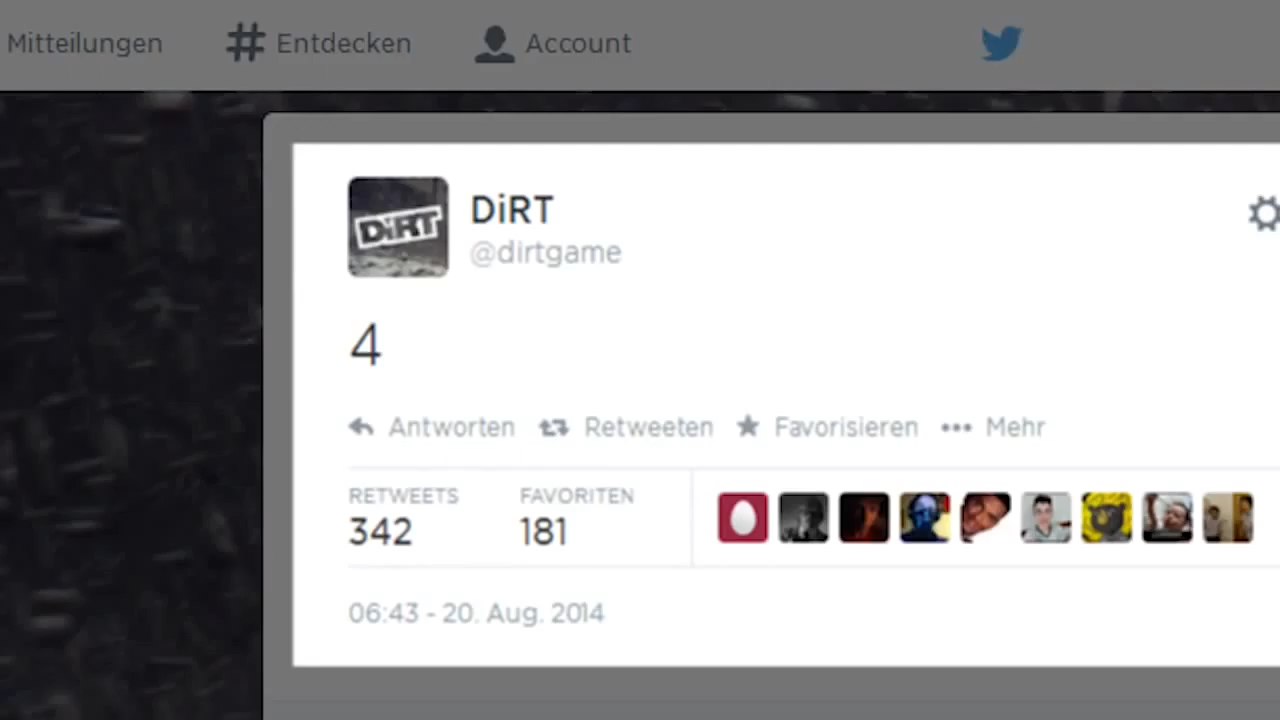 Mitteilungen # Entdecken Account
DiRT
DiRT
@dirtgame
4
Antworten Retweeten Favorisieren ••• Mehr
RETWEETS FAVORITEN
342 181
06:43 - 20. Aug. 2014